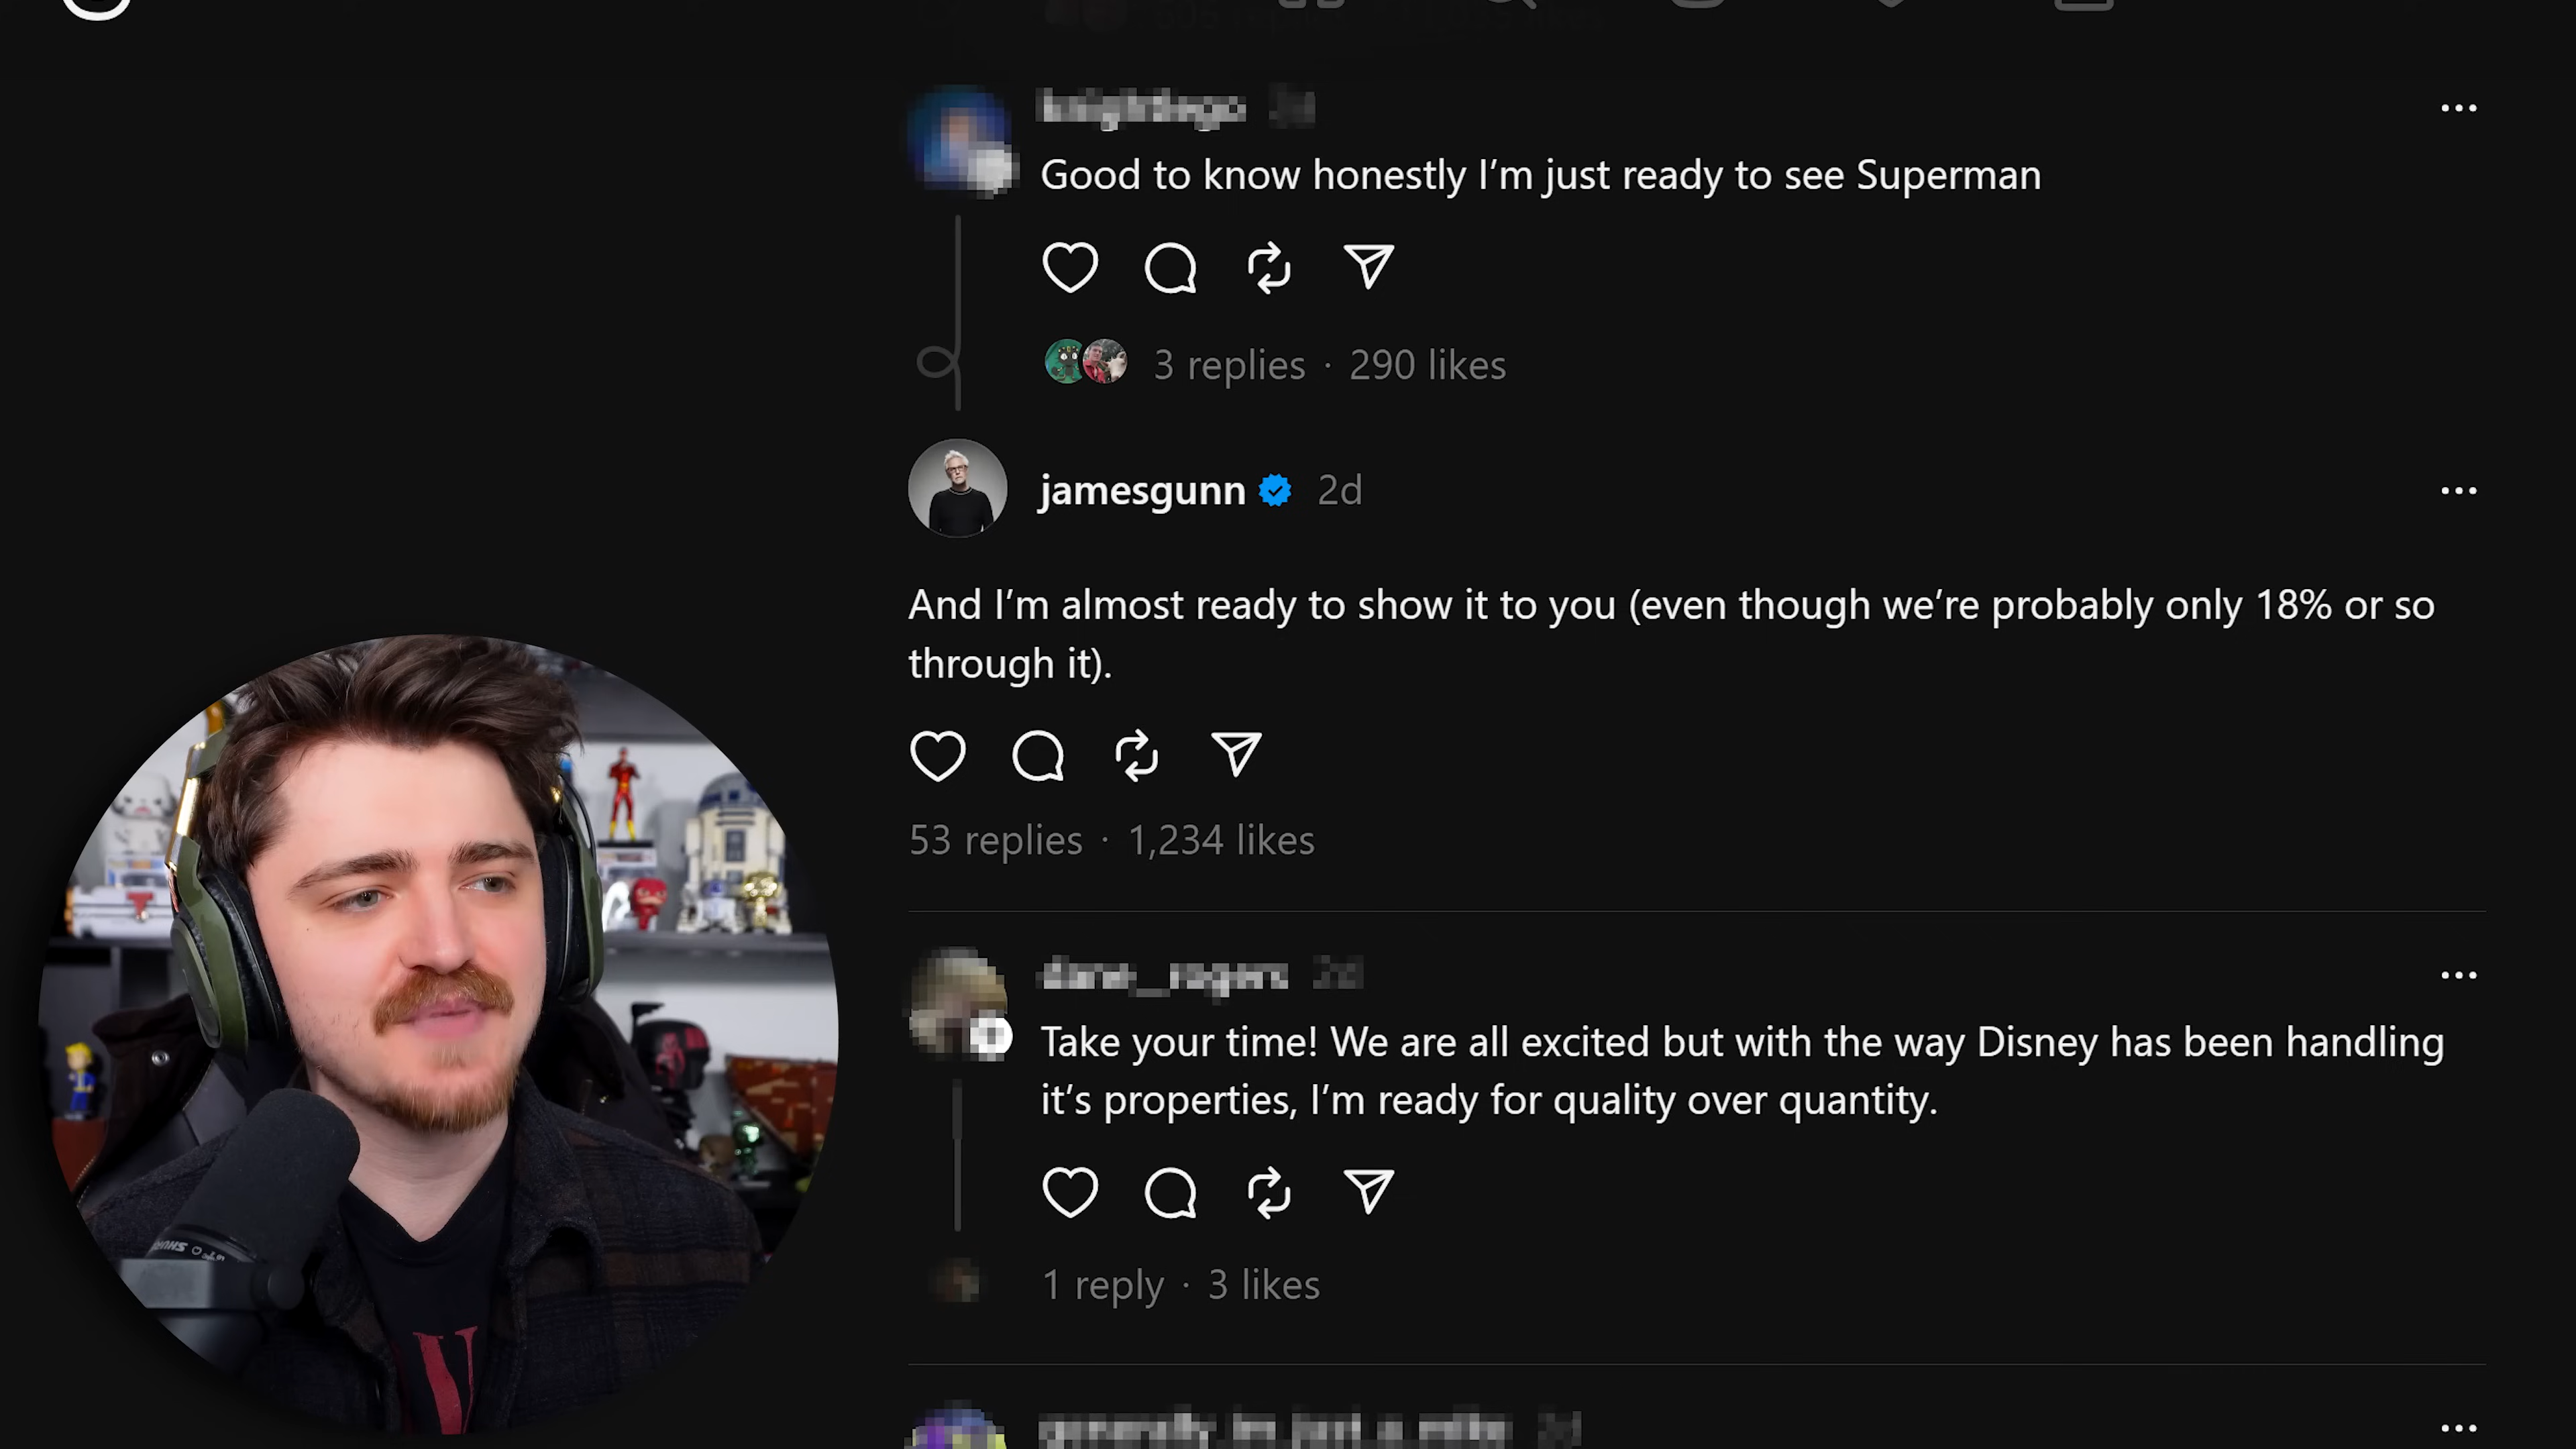 Good to know honestly I’m just ready to see Superman
3 replies · 290 likes
jamesgunn 2d
And I’m almost ready to show it to you (even though we’re probably only 18% or so
through it).
53 replies · 1,234 likes
Take your time! We are all excited but with the way Disney has been handling
it’s properties, I’m ready for quality over quantity.
1 reply · 3 likes